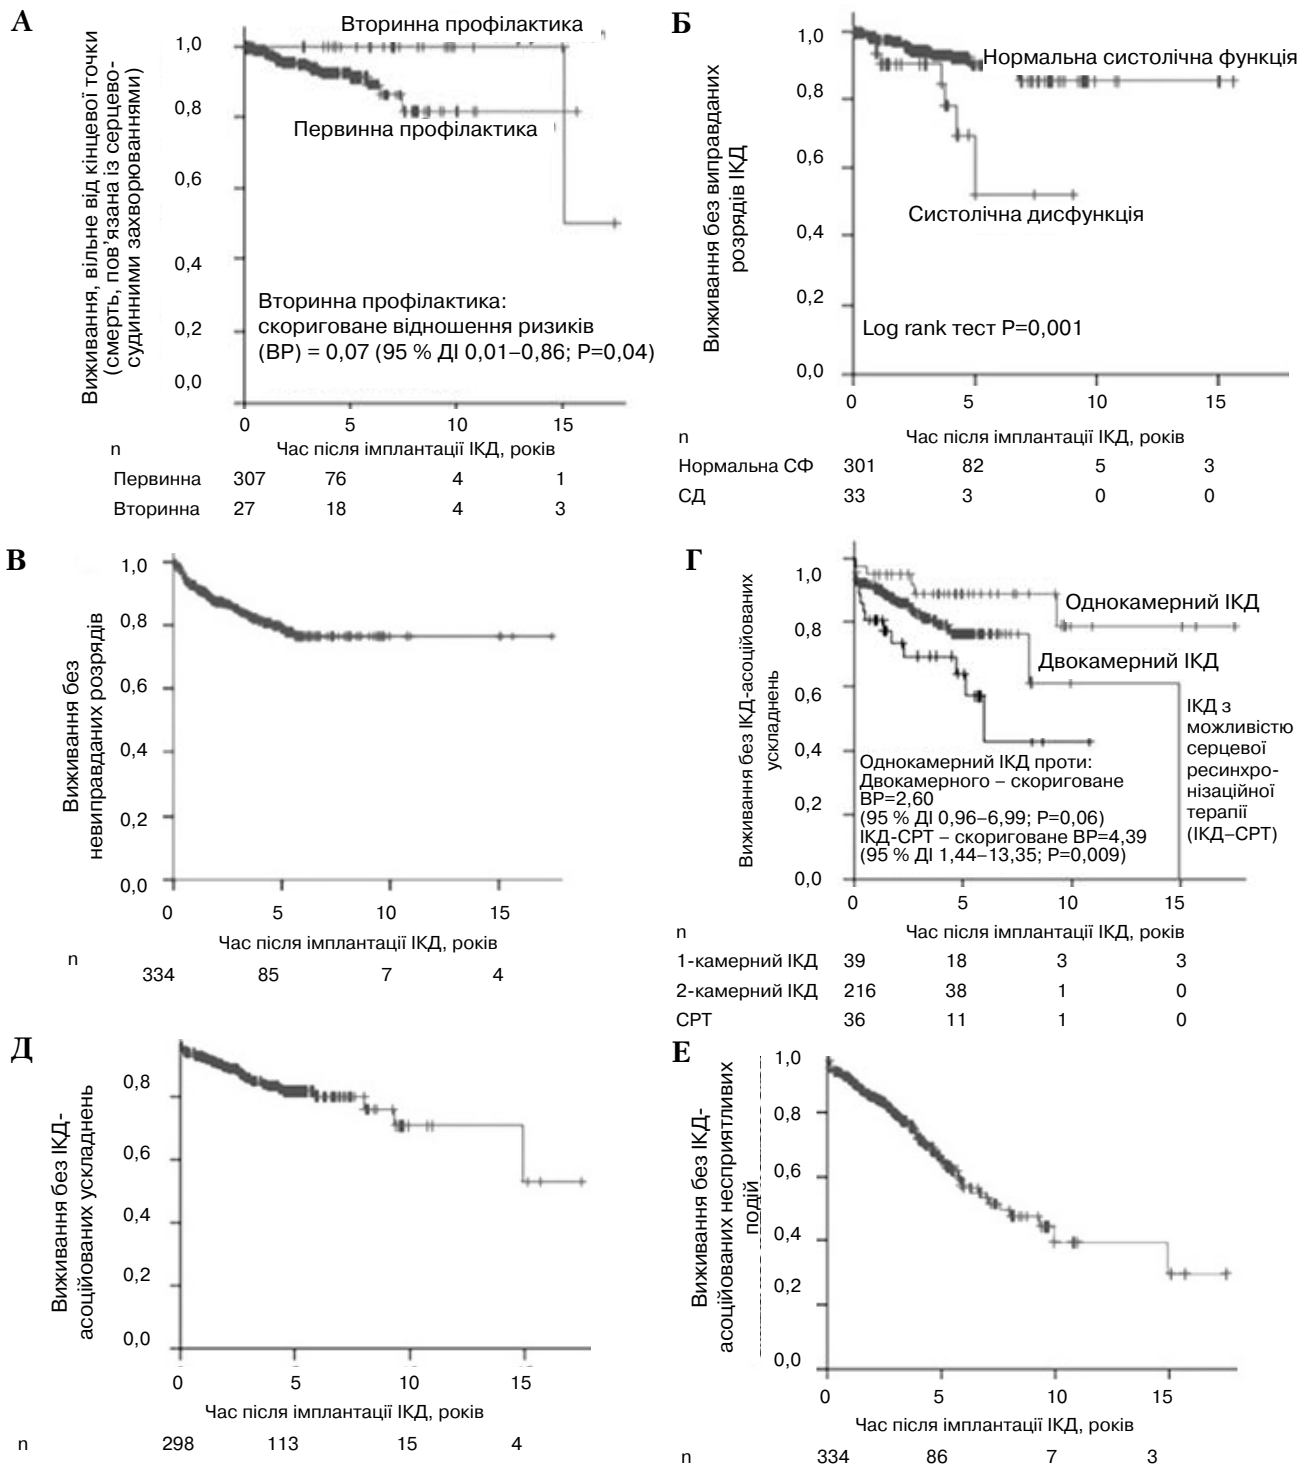 А
Вторинна профілактика
Виживання, вільне від кінцевої точки
(смерть, пов'язана із серцево-
судинними захворюваннями)
1,0
0,8
0,6
0,4
0,2
0,0
Первинна профілактика
Вторинна профілактика:
скориговане відношення ризиків
(ВР) = 0,07 (95 % ДІ 0,01–0,86; P=0,04)
0 5 10 15
Час після імплантації ІКД, років
n
Первинна 307 76 4 1
Вторинна 27 18 4 3
Б
Виживання без виправданих
розрядів ІКД
1,0
0,8
0,6
0,4
0,2
0,0
Нормальна систолічна функція
Систолічна дисфункція
Log rank тест P=0,001
0 5 10 15
Час після імплантації ІКД, років
n
Нормальна СФ 301 82 5 3
СД 33 3 0 0
В
Виживання без
невиправданих розрядів
1,0
0,8
0,6
0,4
0,2
0,0
0 5 10 15
Час після імплантації ІКД, років
n
334 85 7 4
Г
Виживання без ІКД-асоційованих
ускладнень
1,0
0,8
0,6
0,4
0,2
0,0
Однокамерний ІКД
Двокамерний ІКД
ІКД з
можливістю
серцевої
ресинхро-
нізаційної
терапії
(ІКД–СРТ)
Однокамерний ІКД проти:
Двокамерного – скориговане
ВР=2,60
(95 % ДІ 0,96–6,99; P=0,06)
ІКД-СРТ – скориговане ВР=4,39
(95 % ДІ 1,44–13,35; P=0,009)
0 5 10 15
Час після імплантації ІКД, років
n
1-камерний ІКД 39 18 3 3
2-камерний ІКД 216 38 1 0
СРТ 36 11 1 0
Д
Виживання без ІКД-
асоційованих ускладнень
0,8
0,6
0,4
0,2
0,0
0 5 10 15
Час після імплантації ІКД, років
n 298 113 15 4
Е
Виживання без ІКД-
асоційованих несприятливих
подій
1,0
0,8
0,6
0,4
0,2
0,0
0 5 10 15
Час після імплантації ІКД, років
n 334 86 7 3